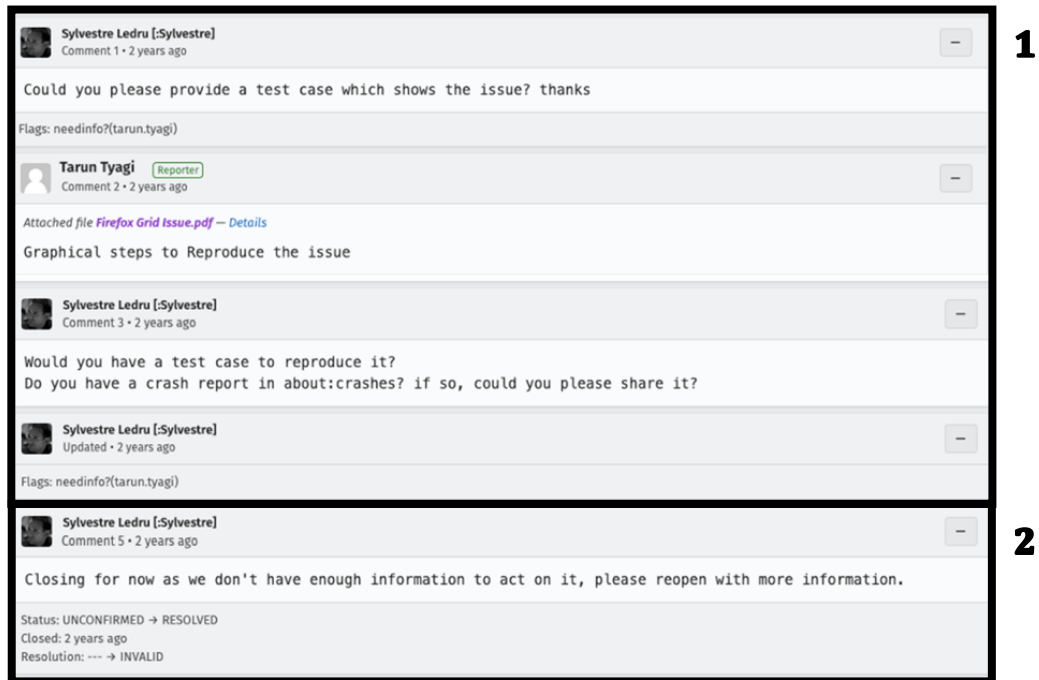 Sylvestre Ledru [:Sylvestre]
Comment 1 • 2 years ago
1
Could you please provide a test case which shows the issue? thanks
Flags: needinfo?(tarun.tyagi)
Tarun Tyagi Reporter
Comment 2 • 2 years ago
Attached file Firefox Grid Issue.pdf — Details
Graphical steps to Reproduce the issue
Sylvestre Ledru [:Sylvestre]
Comment 3 • 2 years ago
Would you have a test case to reproduce it?
Do you have a crash report in about:crashes? if so, could you please share it?
Sylvestre Ledru [:Sylvestre]
Updated • 2 years ago
Flags: needinfo?(tarun.tyagi)
Sylvestre Ledru [:Sylvestre]
Comment 5 • 2 years ago
2
Closing for now as we don't have enough information to act on it, please reopen with more information.
Status: UNCONFIRMED → RESOLVED
Closed: 2 years ago
Resolution: --- → INVALID